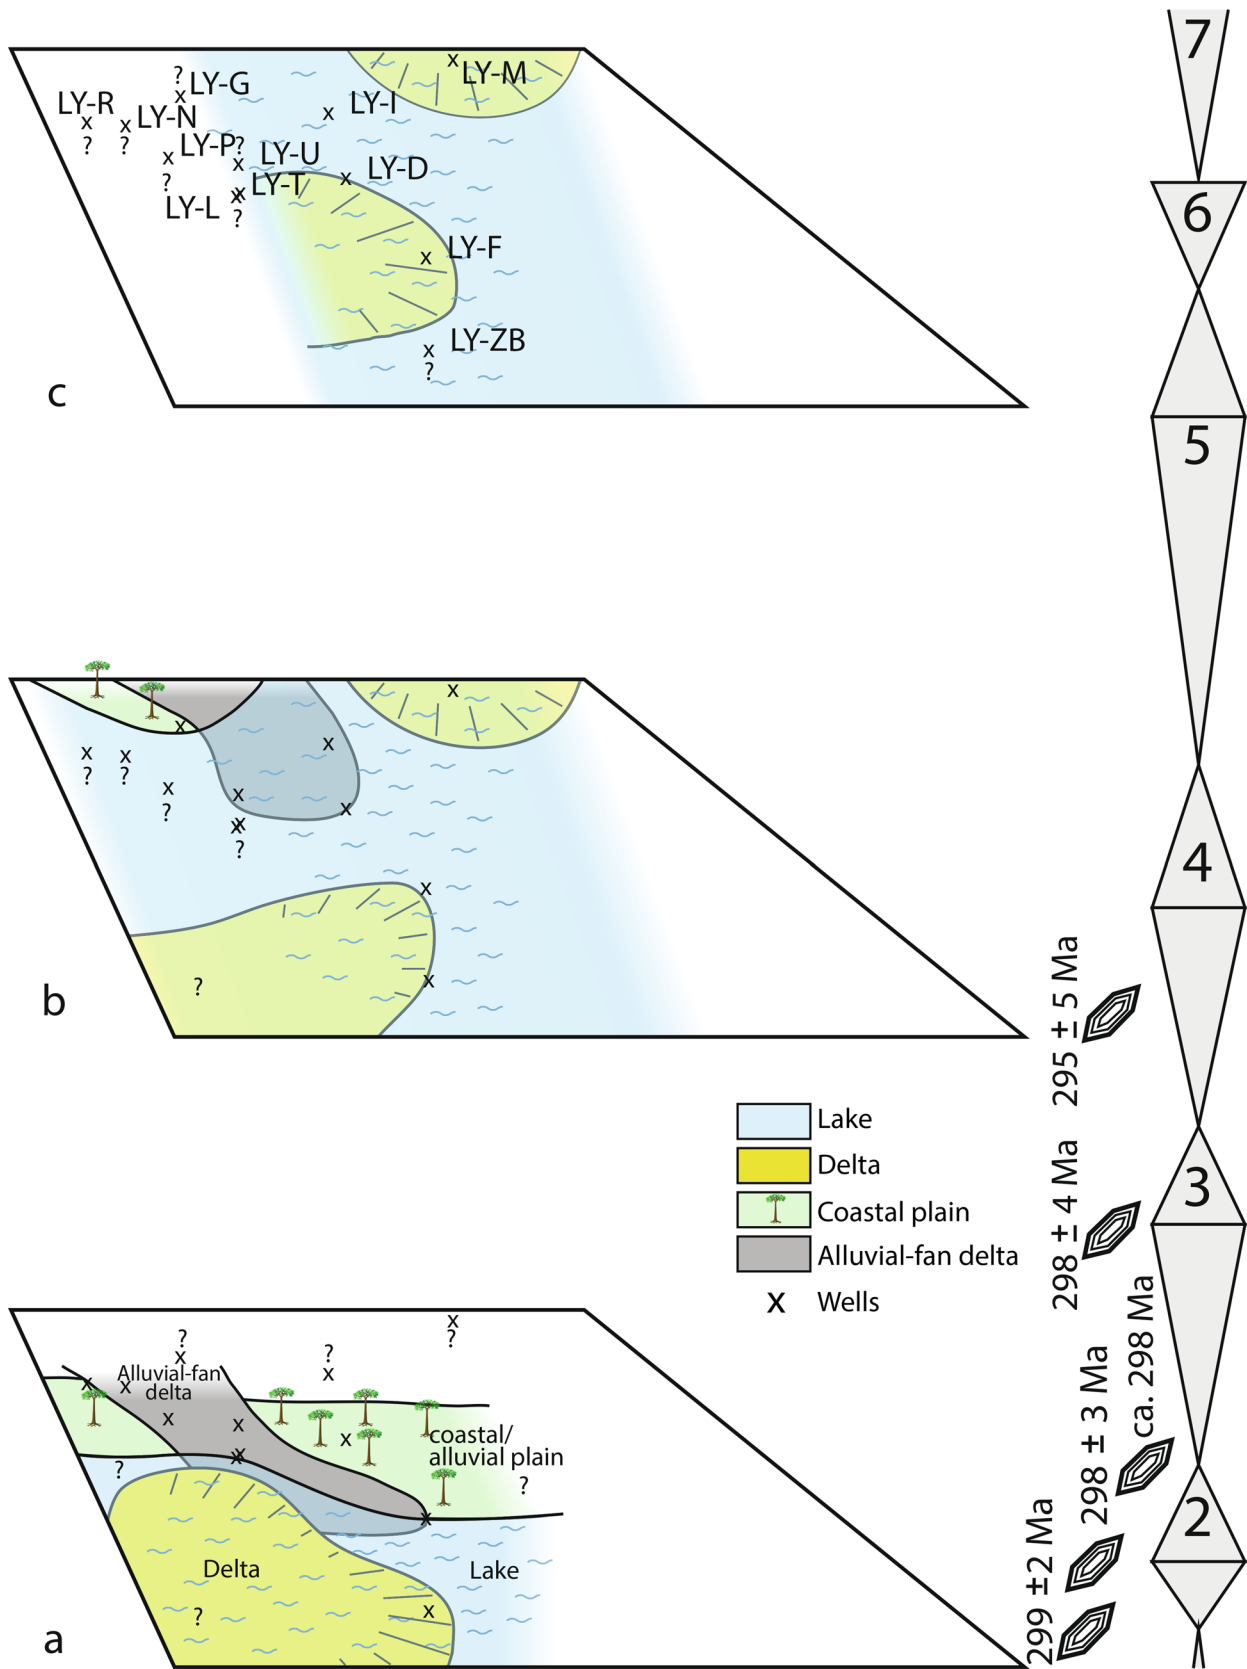 7
?
LY-G
LY-M
x
x
LY-R
LY-N
x
LY-I
x
x
?
?
LY-P
?
LY-U
x
x
LY-D
x
LY-T
?
x
x
LY-L
?
6
LY-F
x
LY-ZB
x
?
c
5
x
x
x
x
x
?
?
x
x
x
?
x
x
?
4
x
x
?
b
295 ± 5 Ma
Lake
Delta
Coastal plain
Alluvial-fan delta
x Wells
298 ± 4 Ma
3
?
x
?
x
x
?
?
x
Alluvial-fan
delta
x
x
x
x
x
coastal/
alluvial plain
x
x
?
?
x
298 ± 3 Ma
ca. 298 Ma
2
Delta
Lake
?
x
299 ±2 Ma
a